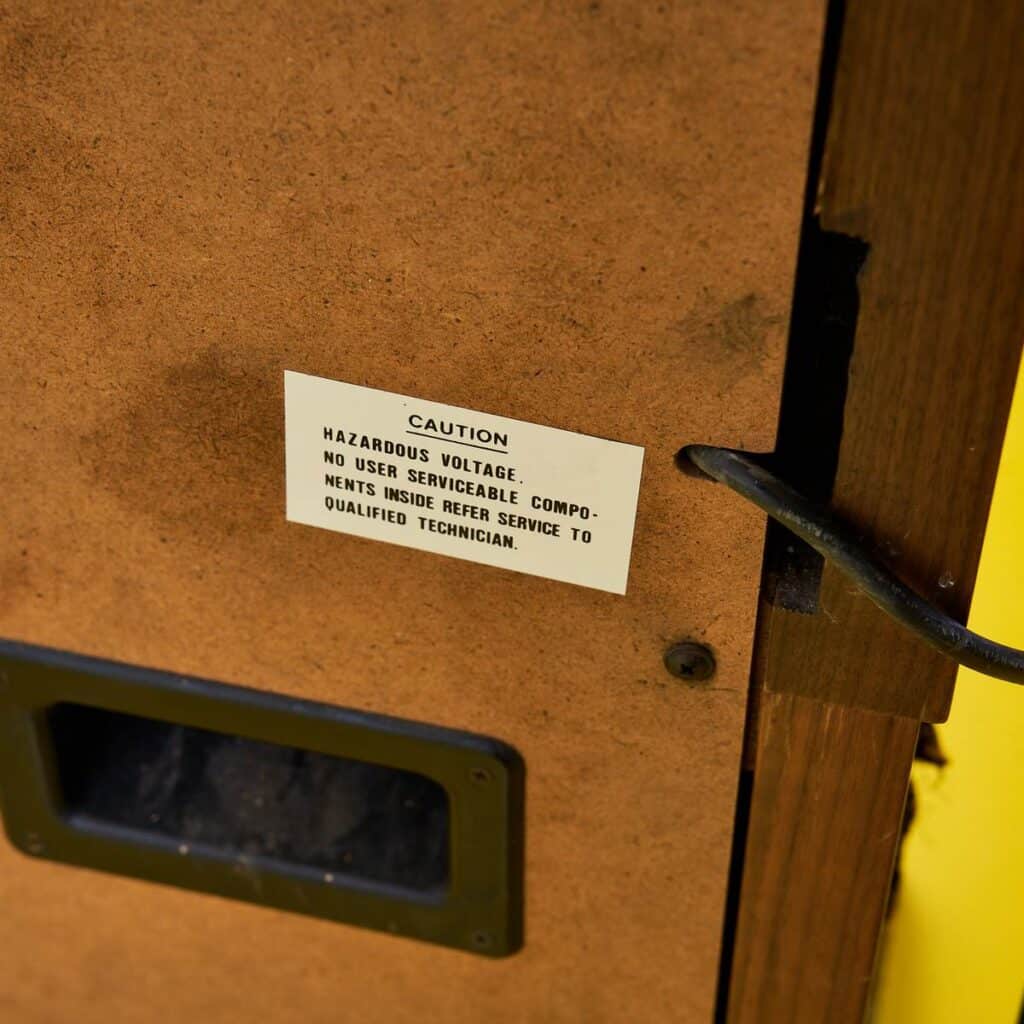 CAUTION
HAZARDOUS VOLTAGE.
NO USER SERVICEABLE COMPO-
NENTS INSIDE REFER SERVICE TO
QUALIFIED TECHNICIAN.